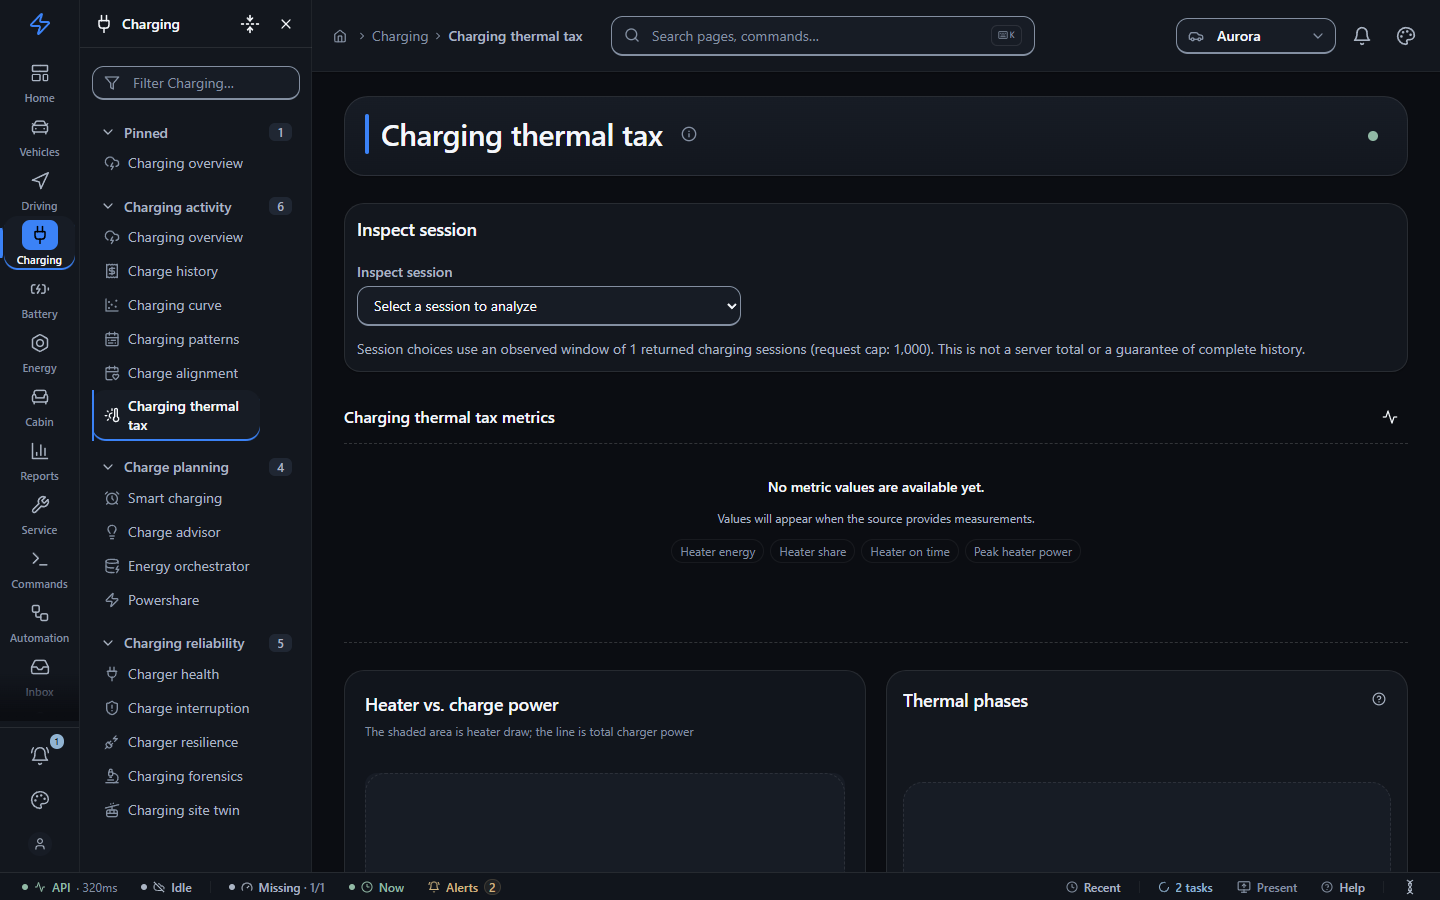 Charging
Home
Vehicles
Driving
Charging
Battery
Energy
Cabin
Reports
Service
Commands
Automation
Inbox
1
Filter Charging...
Pinned 1
Charging overview
Charging activity 6
Charging overview
Charge history
Charging curve
Charging patterns
Charge alignment
Charging thermal
tax
Charge planning 4
Smart charging
Charge advisor
Energy orchestrator
Powershare
Charging reliability 5
Charger health
Charge interruption
Charger resilience
Charging forensics
Charging site twin
Charging Charging thermal tax
Search pages, commands... K
Aurora
Charging thermal tax
Inspect session
Inspect session
Select a session to analyze
Session choices use an observed window of 1 returned charging sessions (request cap: 1,000). This is not a server total or a guarantee of complete history.
Charging thermal tax metrics
No metric values are available yet.
Values will appear when the source provides measurements.
Heater energy Heater share Heater on time Peak heater power
Heater vs. charge power
The shaded area is heater draw; the line is total charger power
Thermal phases
API · 320ms Idle Missing · 1/1 Now Alerts 2 Recent 2 tasks Present Help